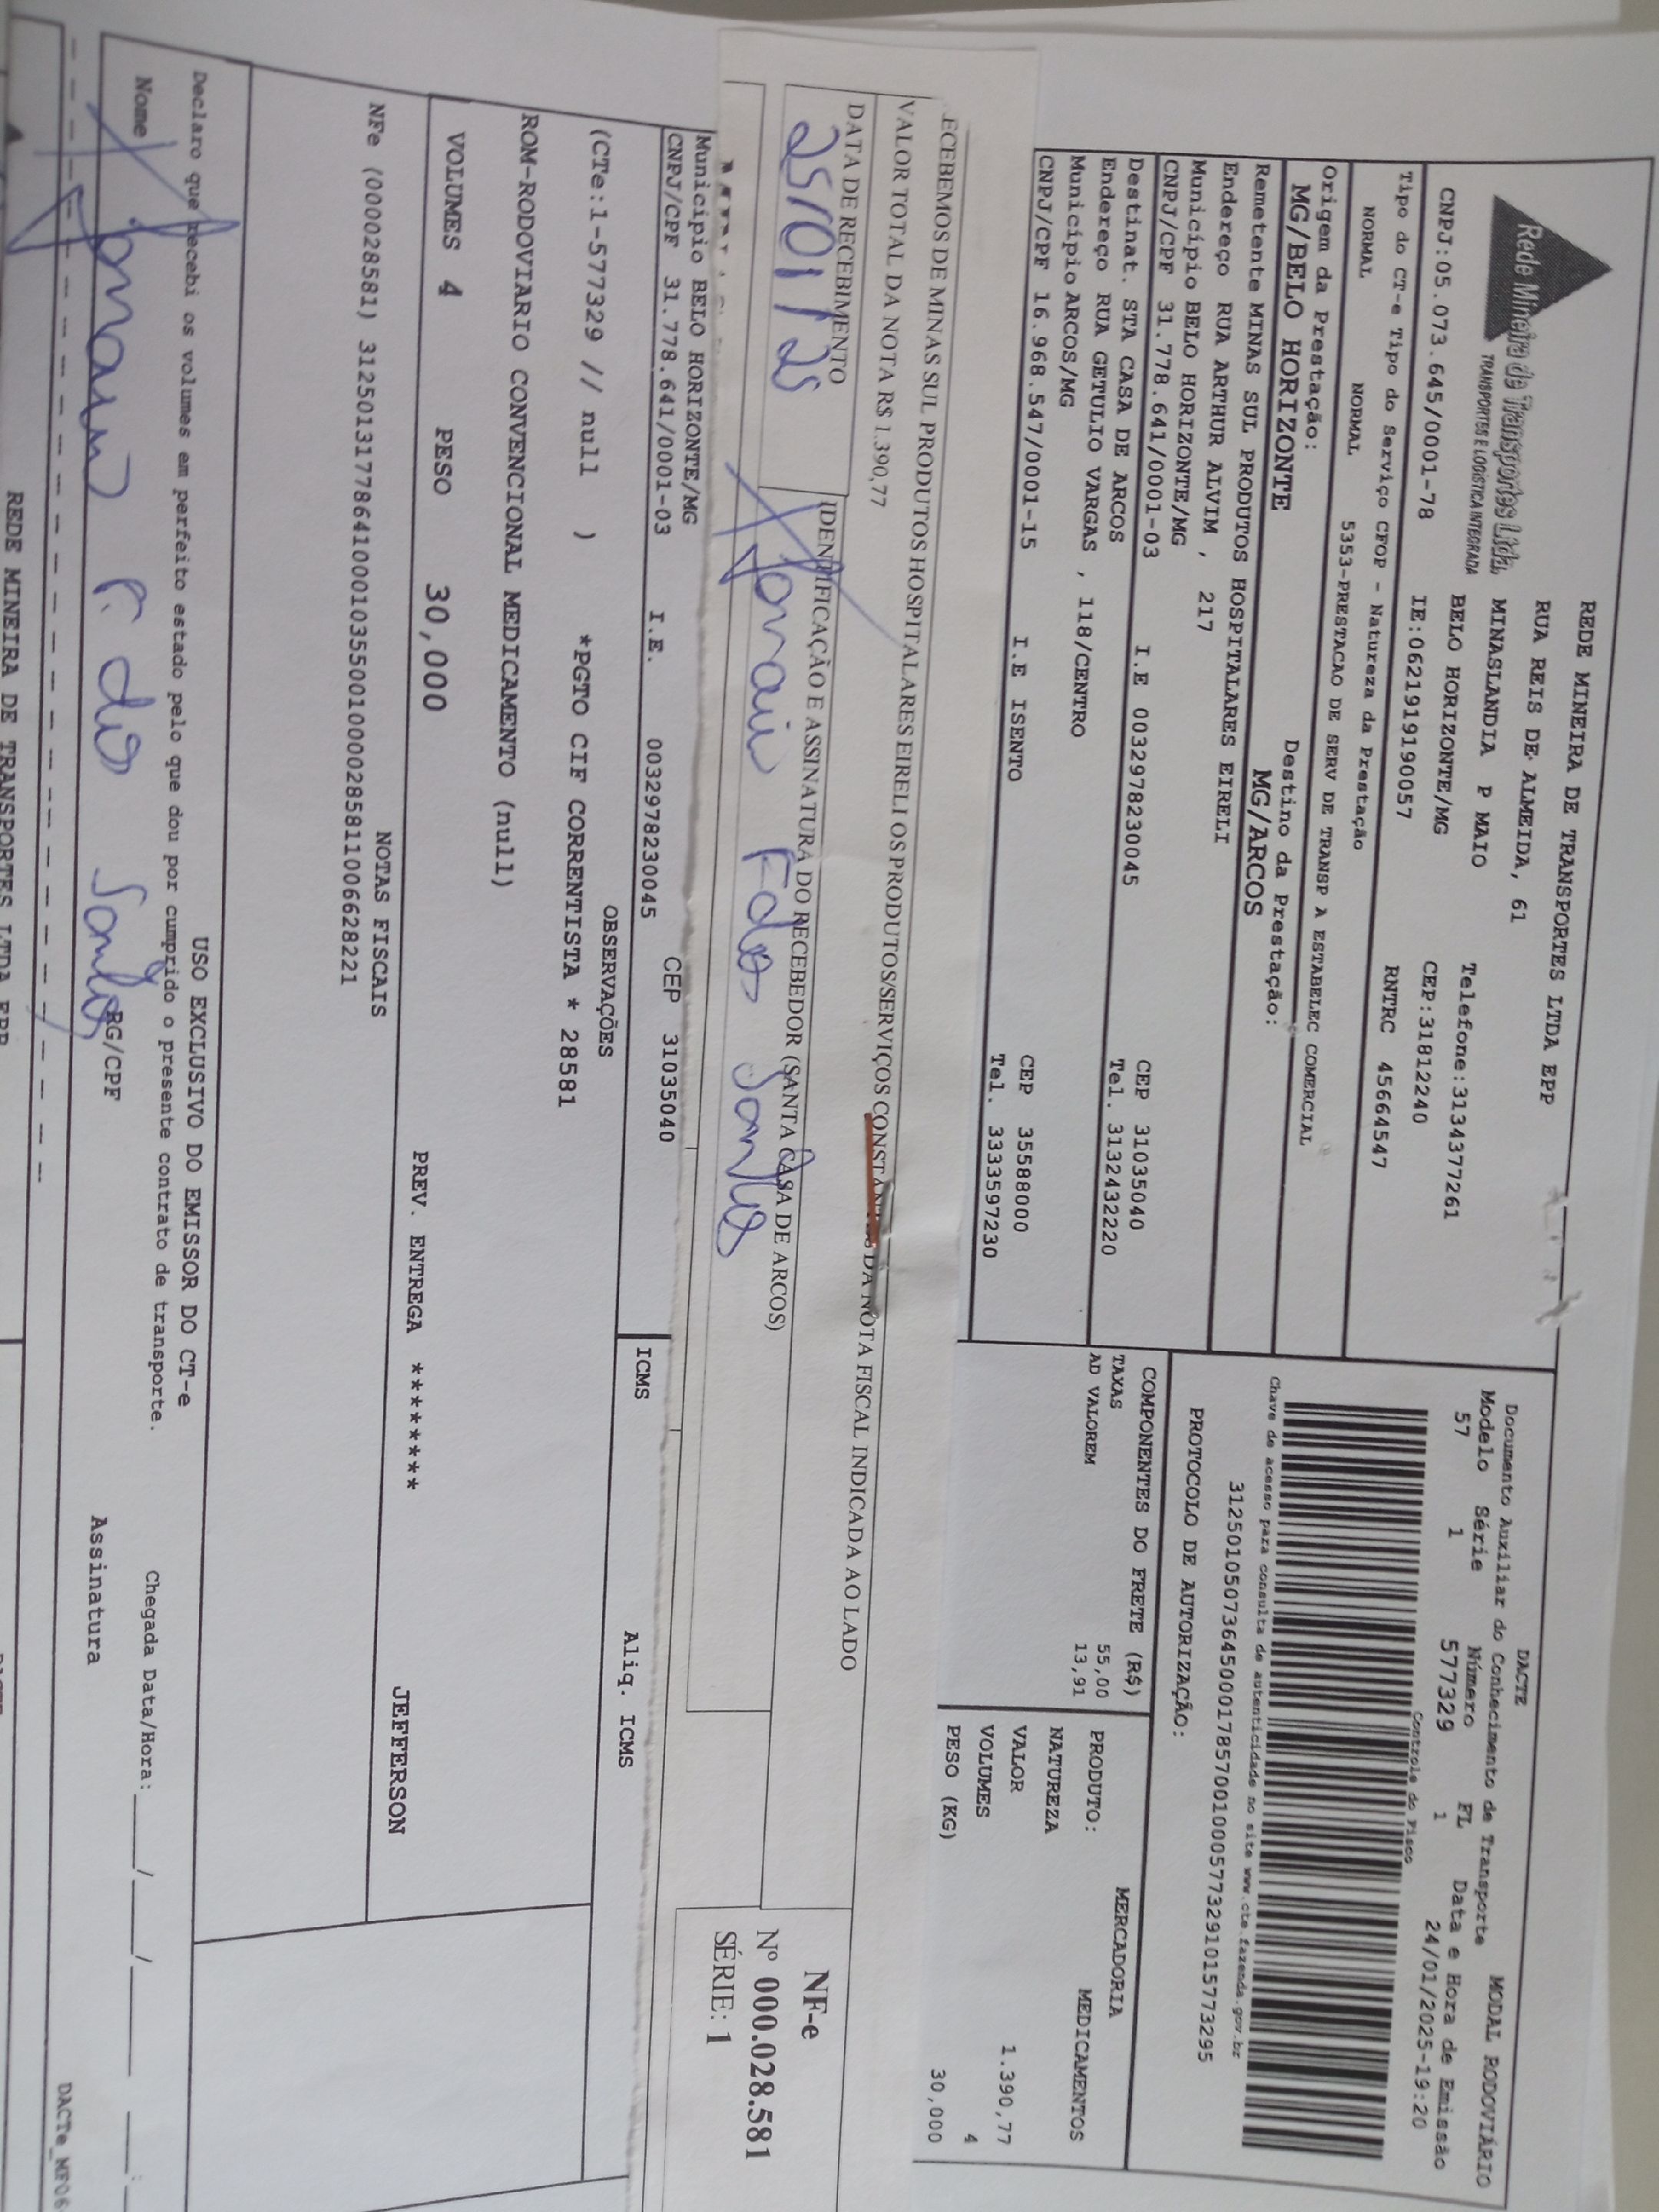 Rede Mineira de Transportes Ltda.
TRANSPORTES E LOGÍSTICA INTEGRADA
REDE MINEIRA DE TRANSPORTES LTDA EPP
RUA REIS DE ALMEIDA, 61
MINASLANDIA P MAIO
BELO HORIZONTE/MG
Telefone:3134377261
CEP:31812240
CNPJ:05.073.645/0001-78 IE:0621919190057 RNTRC 45664547
Tipo do CT-e Tipo do Serviço CFOP - Natureza da Prestação
NORMAL NORMAL 5353-PRESTACAO DE SERV DE TRANSP A ESTABELEC COMERCIAL
Origem da Prestação: Destino da Prestação:
MG/BELO HORIZONTE MG/ARCOS
Remetente MINAS SUL PRODUTOS HOSPITALARES EIRELI
Endereço RUA ARTHUR ALVIM , 217
Município BELO HORIZONTE/MG CEP 31035040
CNPJ/CPF 31.778.641/0001-03 I.E 0032978230045 Tel. 3132432220
Destinat. STA CASA DE ARCOS
Endereço RUA GETULIO VARGAS , 118/CENTRO
Município ARCOS/MG CEP 35588000
CNPJ/CPF 16.968.547/0001-15 I.E ISENTO Tel. 3333597230
DACTE MODAL RODOVIÁRIO
Documento Auxiliar do Conhecimento de Transporte
Modelo Série Número FL Data e Hora de Emissão
57 1 577329 1 24/01/2025-19:20
Controle do Fisco
Chave de acesso para consulta de autenticidade no site www.cte.fazenda.gov.br
31250105073645000178570010005773291015773295
PROTOCOLO DE AUTORIZAÇÃO:
COMPONENTES DO FRETE (R$)
TAXAS 55,00
AD VALOREM 13,91
MERCADORIA
PRODUTO: MEDICAMENTOS
NATUREZA
VALOR 1.390,77
VOLUMES 4
PESO (KG) 30,000
ECEBEMOS DE MINAS SUL PRODUTOS HOSPITALARES EIRELI OS PRODUTOS/SERVIÇOS CONSTANTES DA NOTA FISCAL INDICADA AO LADO
VALOR TOTAL DA NOTA R$ 1.390,77
DATA DE RECEBIMENTO IDENTIFICAÇÃO E ASSINATURA DO RECEBEDOR (SANTA CASA DE ARCOS)
25/01/25 F dos Santos
NF-e
Nº 000.028.581
SÉRIE: 1
Município BELO HORIZONTE/MG CEP 31035040
CNPJ/CPF 31.778.641/0001-03 I.E. 0032978230045
ICMS Aliq. ICMS
OBSERVAÇÕES
(CTe:1-577329 // null ) *PGTO CIF CORRENTISTA * 28581
ROM-RODOVIARIO CONVENCIONAL MEDICAMENTO (null)
VOLUMES 4 PESO 30,000 PREV. ENTREGA ******** JEFFERSON
NOTAS FISCAIS
NFe (000028581) 31250131778641000103550010000285811006628221
USO EXCLUSIVO DO EMISSOR DO CT-e
Declaro que recebi os volumes em perfeito estado pelo que dou por cumprido o presente contrato de transporte.
Nome F. dos Santos RG/CPF Chegada Data/Hora:____/____/______ ___:
Assinatura
DACTe_MF06
REDE MINEIRA DE TRANSPORTES LTDA EPP